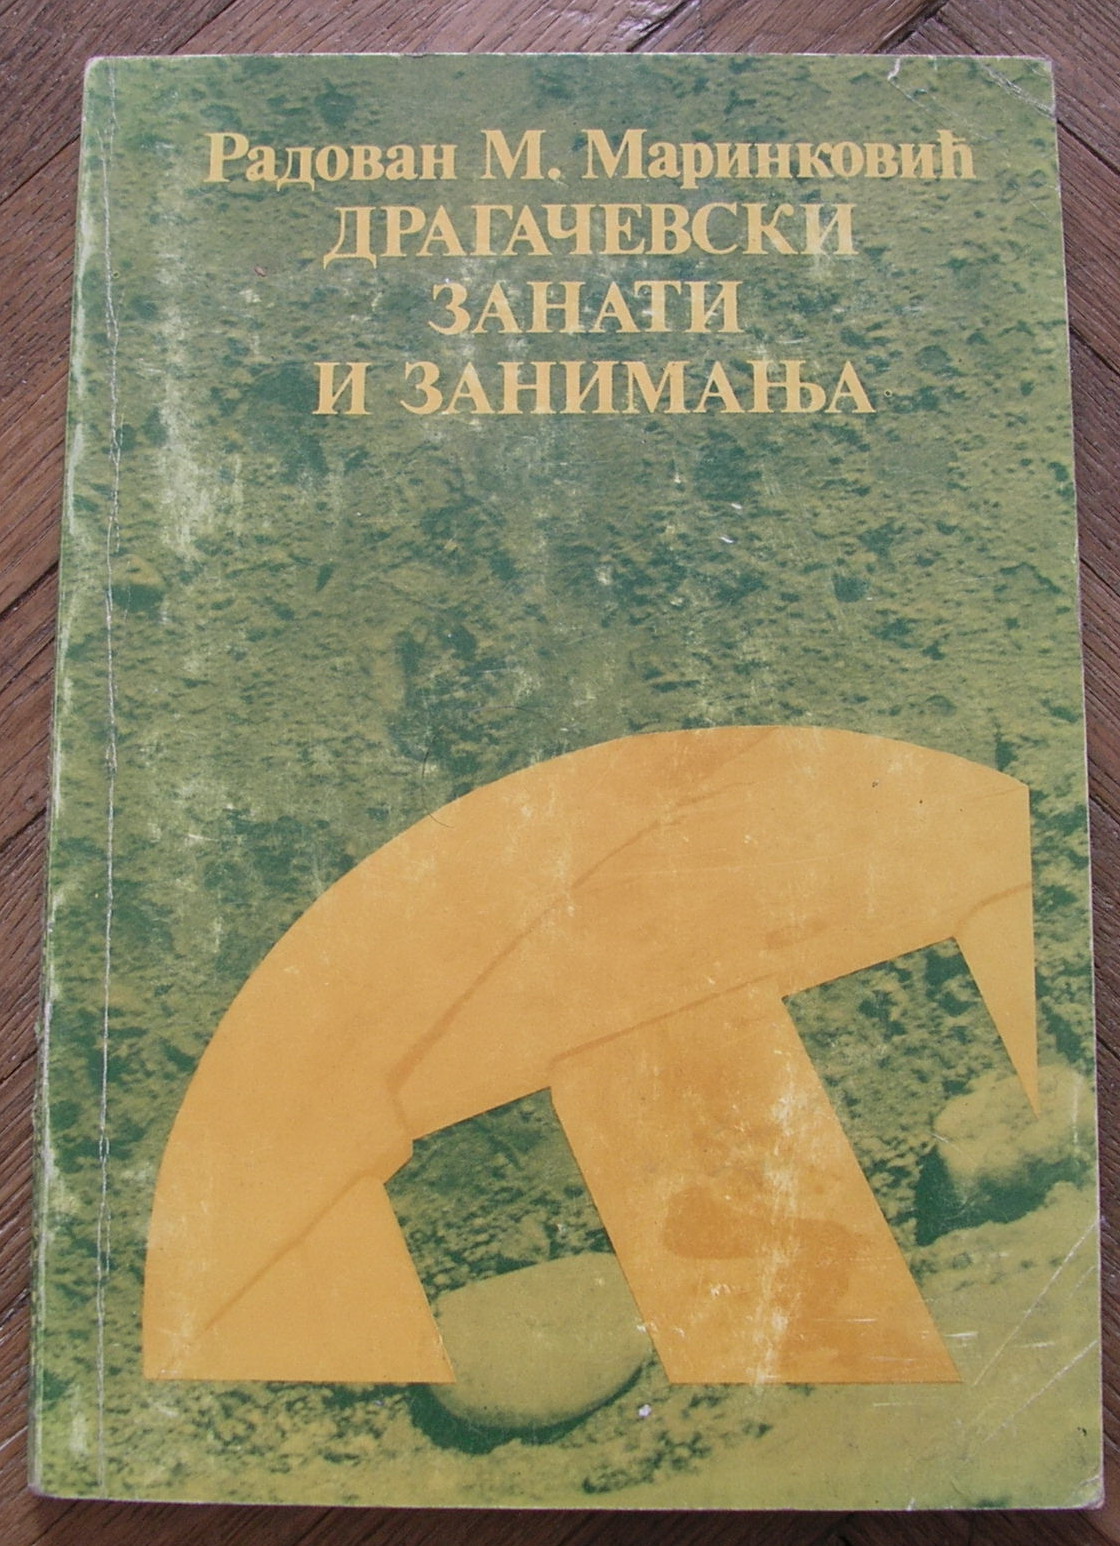 Радован М. Маринковић
ДРАГАЧЕВСКИ
ЗАНАТИ
И ЗАНИМАЊА